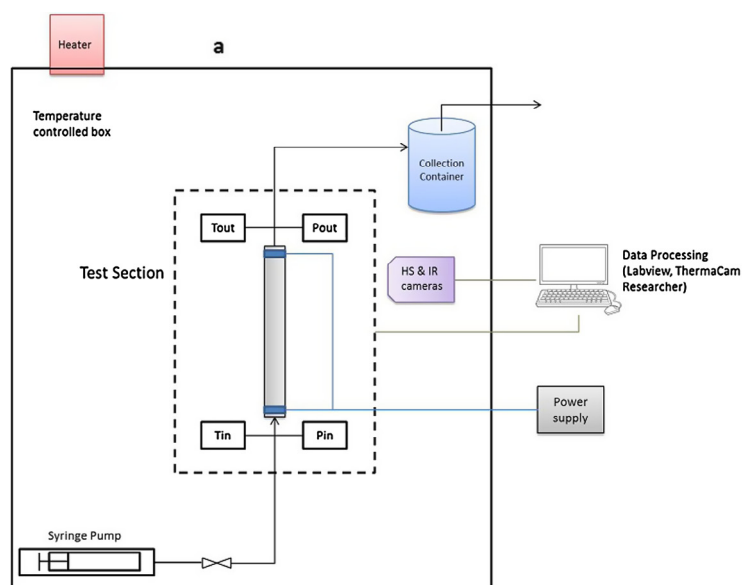 Heater
a
Temperature
controlled box
Collection
Container
Tout
Pout
Test Section
HS & IR
cameras
Data Processing
(Labview, ThermaCam
Researcher)
Tin
Pin
Power
supply
Syringe Pump